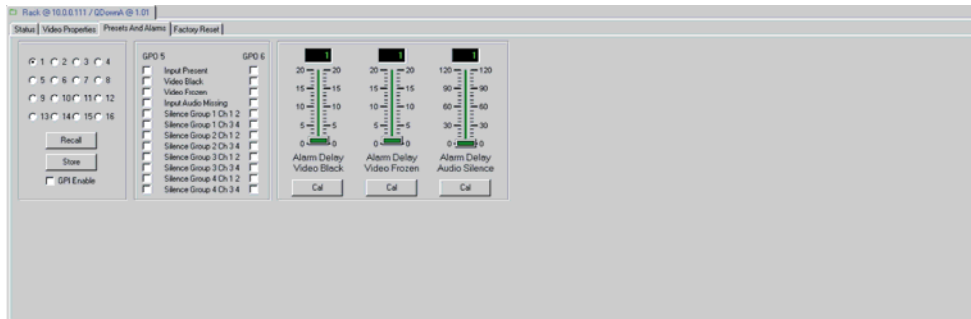 Rack @ 10.0.0.111 / QDownA @ 1.01
Status Video Properties Presets And Alarms Factory Reset
1 2 3 4
5 6 7 8
9 10 11 12
13 14 15 16
Recall
Store
GPI Enable
GPO 5 GPO 6
Input Present
Video Black
Video Frozen
Input Audio Missing
Silence Group 1 Ch 1 2
Silence Group 1 Ch 3 4
Silence Group 2 Ch 1 2
Silence Group 2 Ch 3 4
Silence Group 3 Ch 1 2
Silence Group 3 Ch 3 4
Silence Group 4 Ch 1 2
Silence Group 4 Ch 3 4
1 1 1
20 20 20 20 120 120
15 15 15 15 90 90
10 10 10 10 60 60
5 5 5 5 30 30
0 0 0 0 0 0
Alarm Delay Alarm Delay Alarm Delay
Video Black Video Frozen Audio Silence
Cal Cal Cal